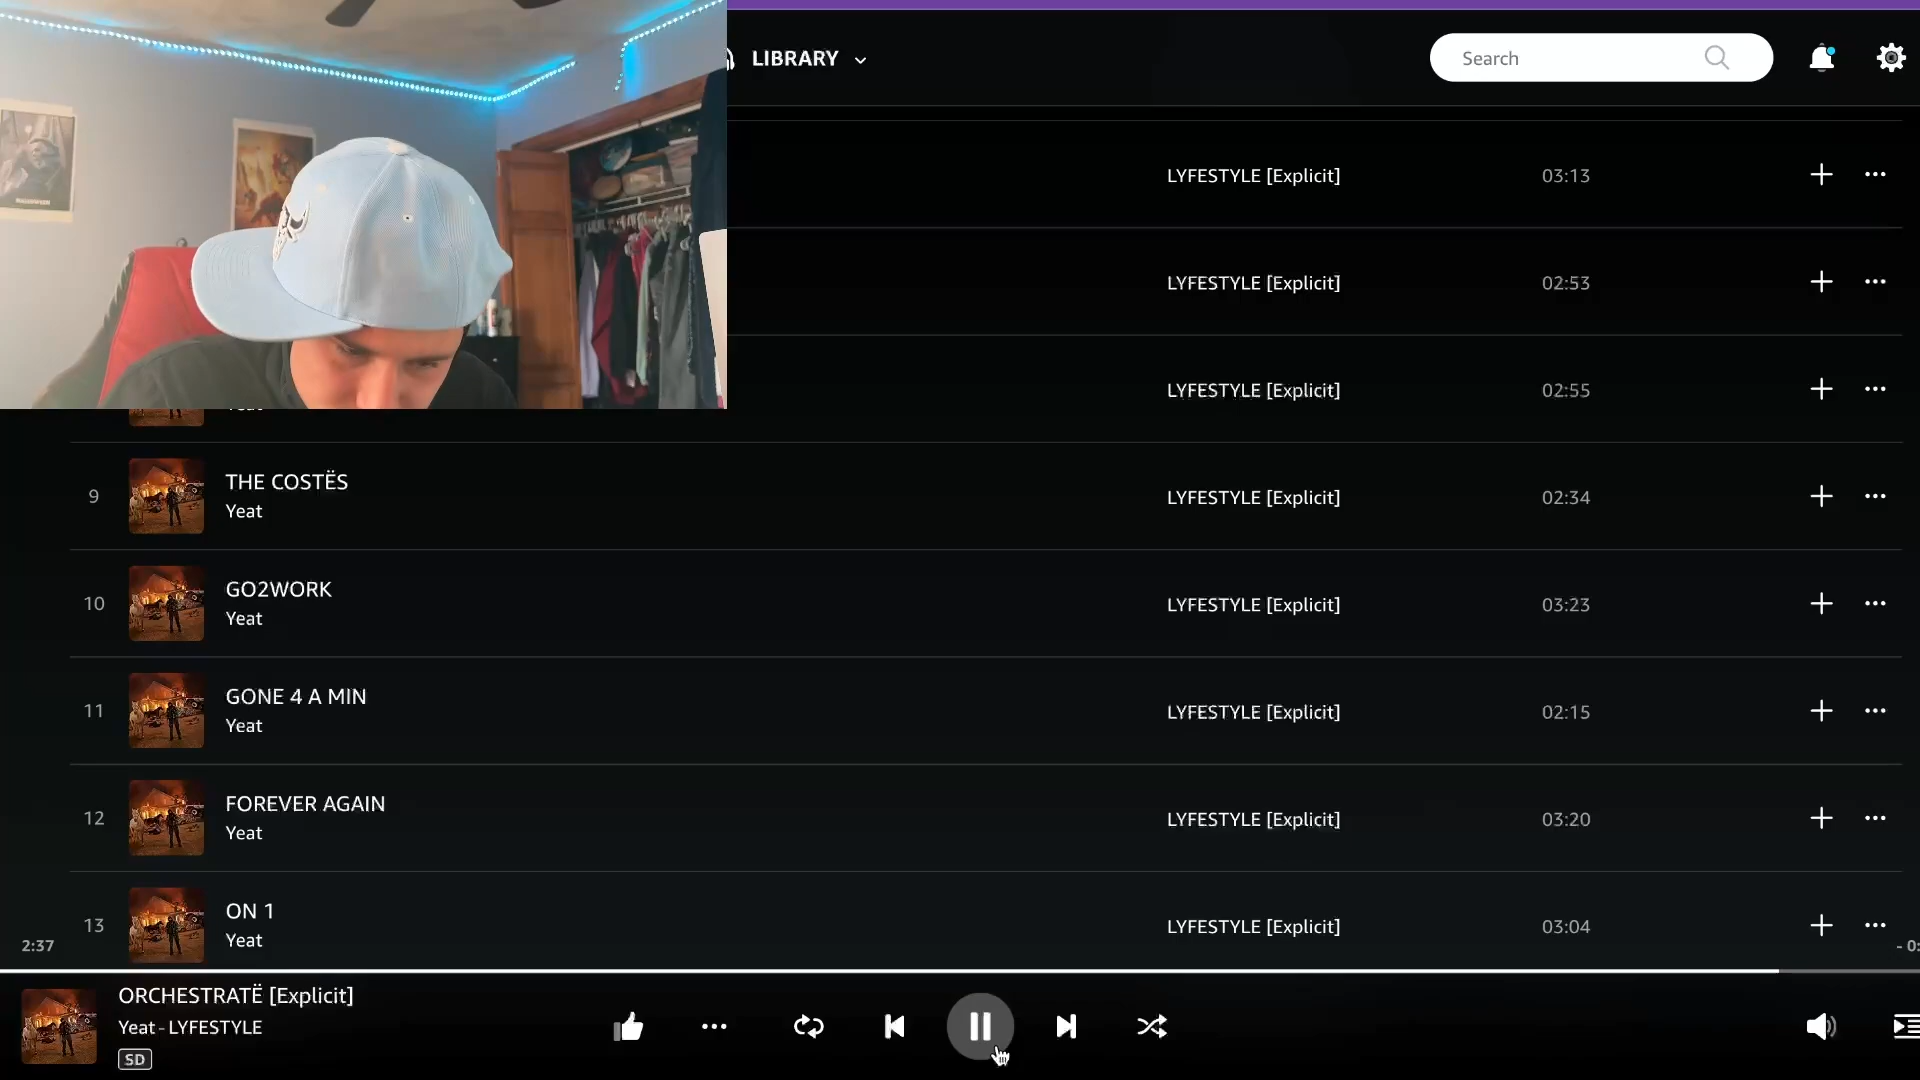 LIBRARY
Search
LYFESTYLE [Explicit] 03:13
LYFESTYLE [Explicit] 02:53
LYFESTYLE [Explicit] 02:55
9 THE COSTËS
Yeat
LYFESTYLE [Explicit] 02:34
10 GO2WORK
Yeat
LYFESTYLE [Explicit] 03:23
11 GONE 4 A MIN
Yeat
LYFESTYLE [Explicit] 02:15
12 FOREVER AGAIN
Yeat
LYFESTYLE [Explicit] 03:20
13 ON 1
Yeat
LYFESTYLE [Explicit] 03:04
2:37
ORCHESTRATË [Explicit]
Yeat - LYFESTYLE
SD